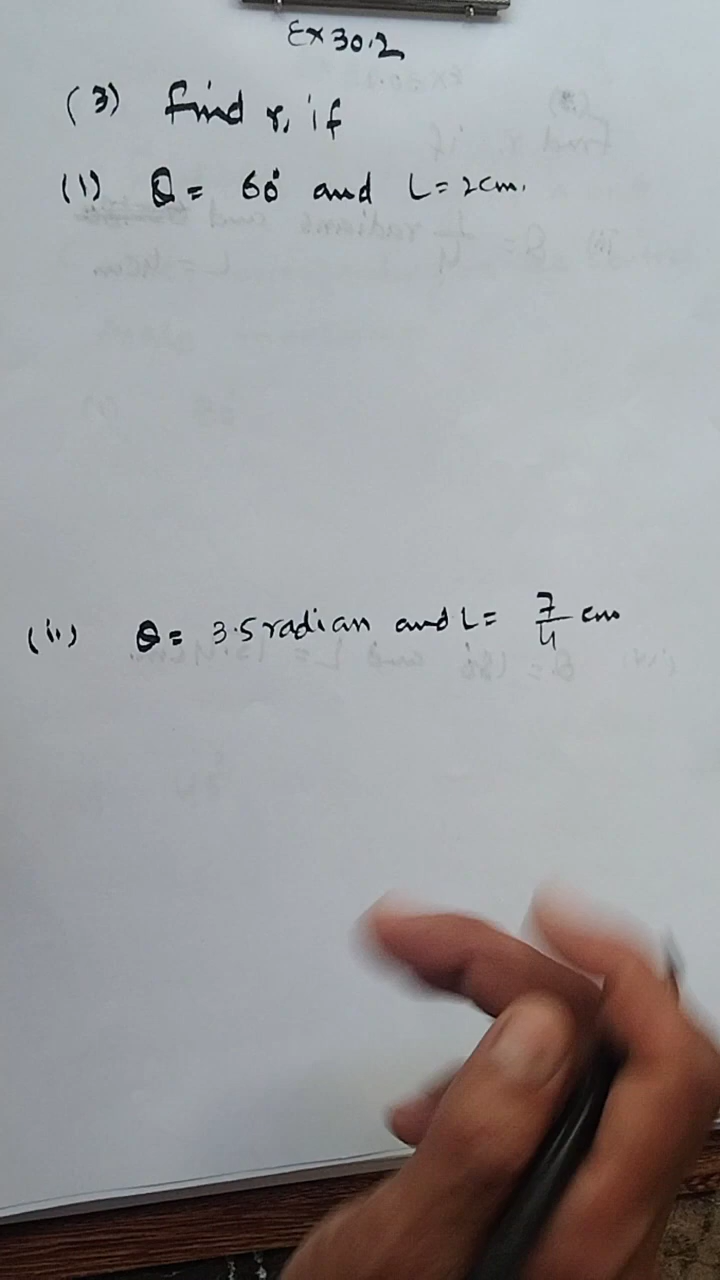 Ex 30.2
(3) find r, if
(i) θ = 60° and L = 2cm.
(ii) θ = 3.5 radian and L = 7/4 cm